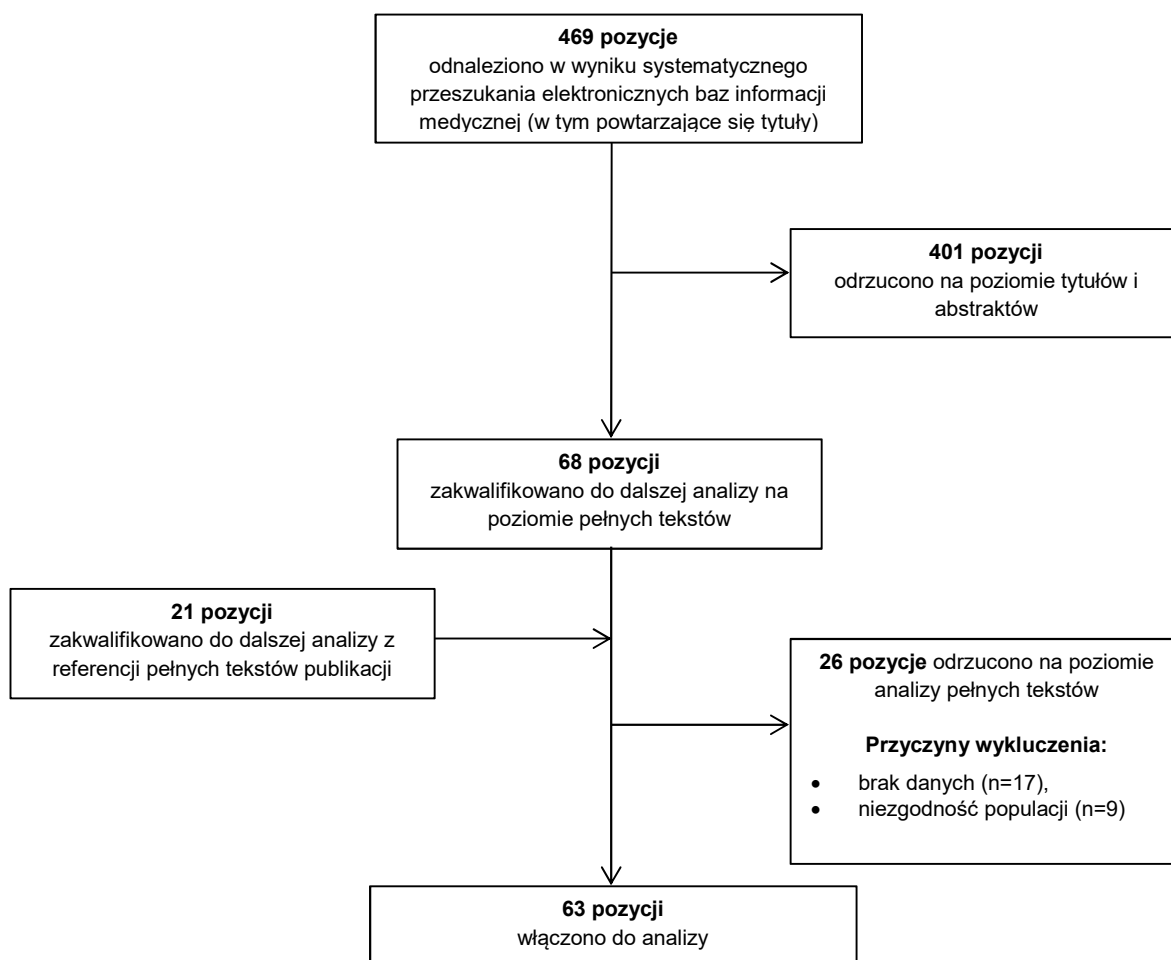 469 pozycje
odnaleziono w wyniku systematycznego
przeszukania elektronicznych baz informacji
medycznej (w tym powtarzające się tytuły)
401 pozycji
odrzucono na poziomie tytułów i
abstraktów
68 pozycji
zakwalifikowano do dalszej analizy na
poziomie pełnych tekstów
21 pozycji
zakwalifikowano do dalszej analizy z
referencji pełnych tekstów publikacji
26 pozycje odrzucono na poziomie
analizy pełnych tekstów
Przyczyny wykluczenia:
• brak danych (n=17),
• niezgodność populacji (n=9)
63 pozycji
włączono do analizy